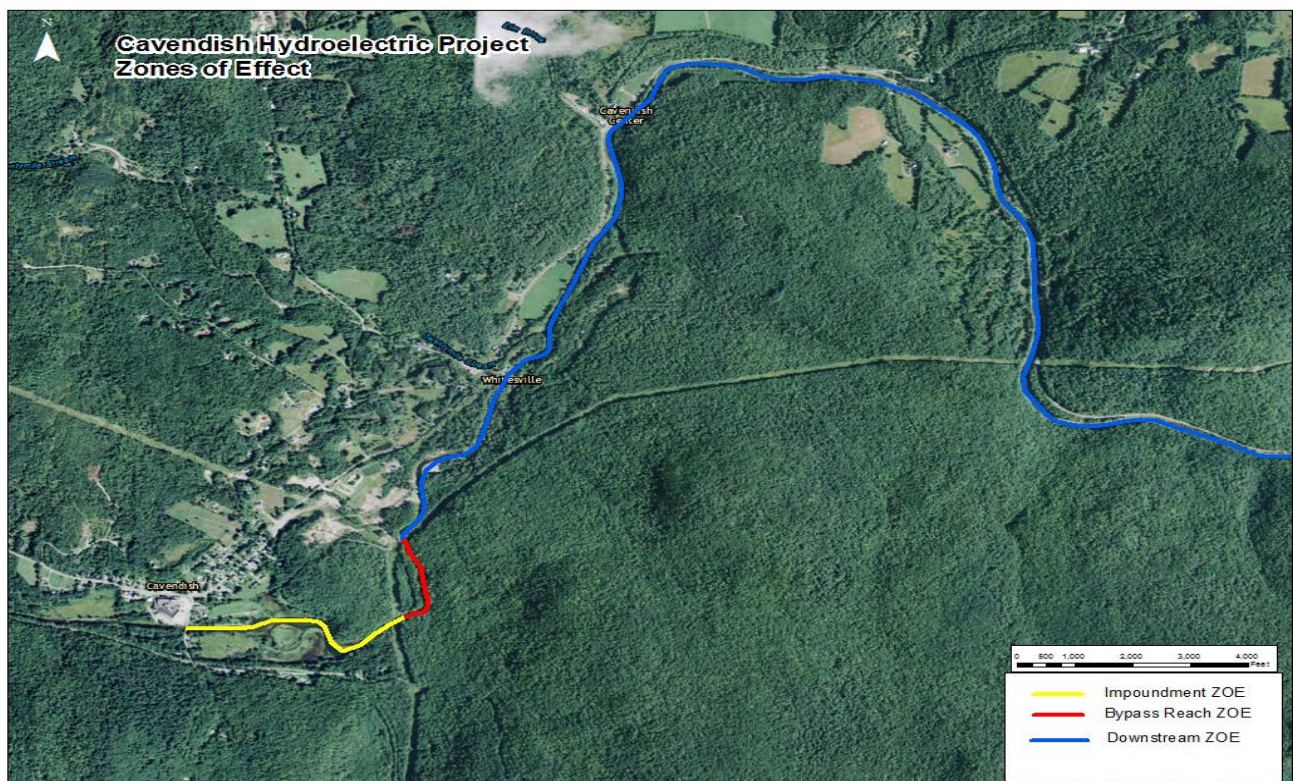 N
Cavendish Hydroelectric Project
Zones of Effect
Cavendish
Center
Whitesville
Cavendish
0 500 1,000 2,000 3,000 4,000
Feet
Impoundment ZOE
Bypass Reach ZOE
Downstream ZOE